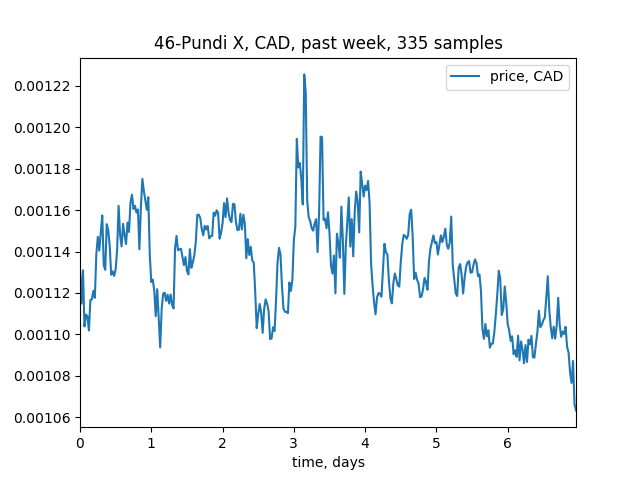 46-Pundi X, CAD, past week, 335 samples
price, CAD
0.00122
0.00120
0.00118
0.00116
0.00114
0.00112
0.00110
0.00108
0.00106
0 1 2 3 4 5 6
time, days